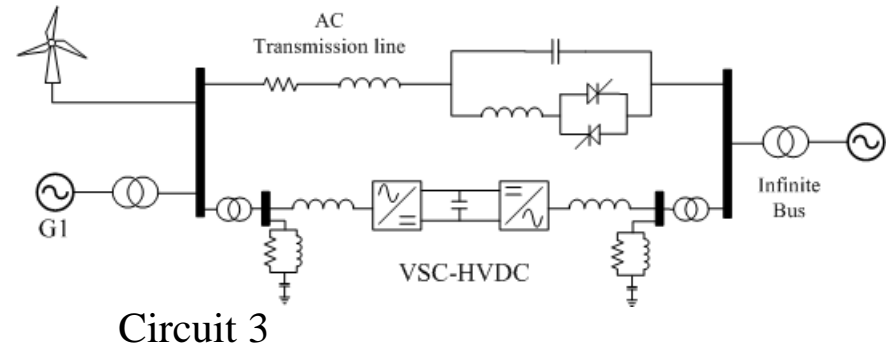 AC
Transmission line
G1
Infinite
Bus
VSC-HVDC
Circuit 3